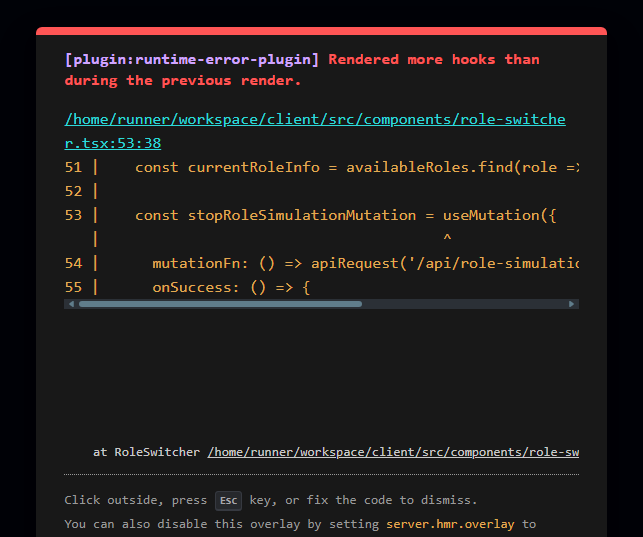 [plugin:runtime-error-plugin] Rendered more hooks than
during the previous render.
/home/runner/workspace/client/src/components/role-switche
r.tsx:53:38
51 |    const currentRoleInfo = availableRoles.find(role =>
52 |
53 |    const stopRoleSimulationMutation = useMutation({
   |                                       ^
54 |      mutationFn: () => apiRequest('/api/role-simulatio
55 |      onSuccess: () => {
at RoleSwitcher /home/runner/workspace/client/src/components/role-sw
Click outside, press Esc key, or fix the code to dismiss.
You can also disable this overlay by setting server.hmr.overlay to